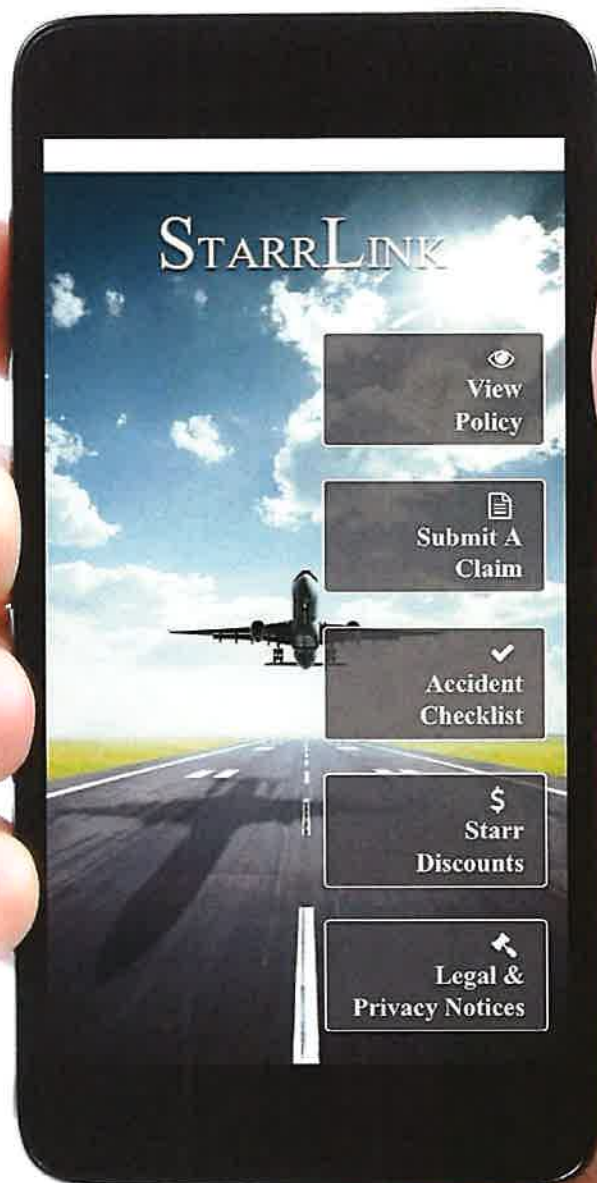 STARRLINK
View
Policy
Submit A
Claim
Accident
Checklist
$
Starr
Discounts
Legal &
Privacy Notices